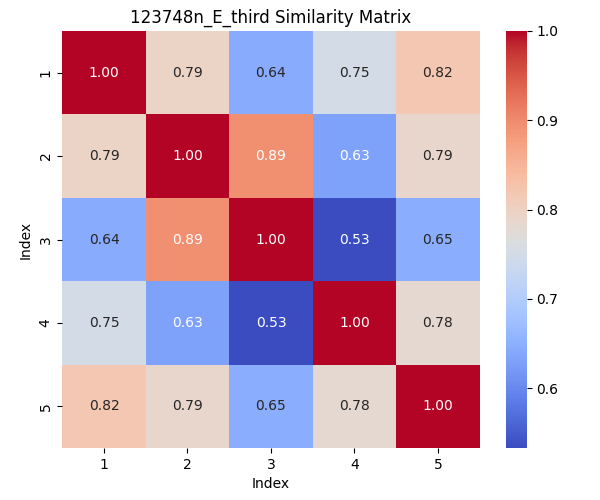 123748n_E_third Similarity Matrix
1 1.00 0.79 0.64 0.75 0.82
2 0.79 1.00 0.89 0.63 0.79
3 0.64 0.89 1.00 0.53 0.65
4 0.75 0.63 0.53 1.00 0.78
5 0.82 0.79 0.65 0.78 1.00
1 2 3 4 5
Index
Index
1.0
0.9
0.8
0.7
0.6